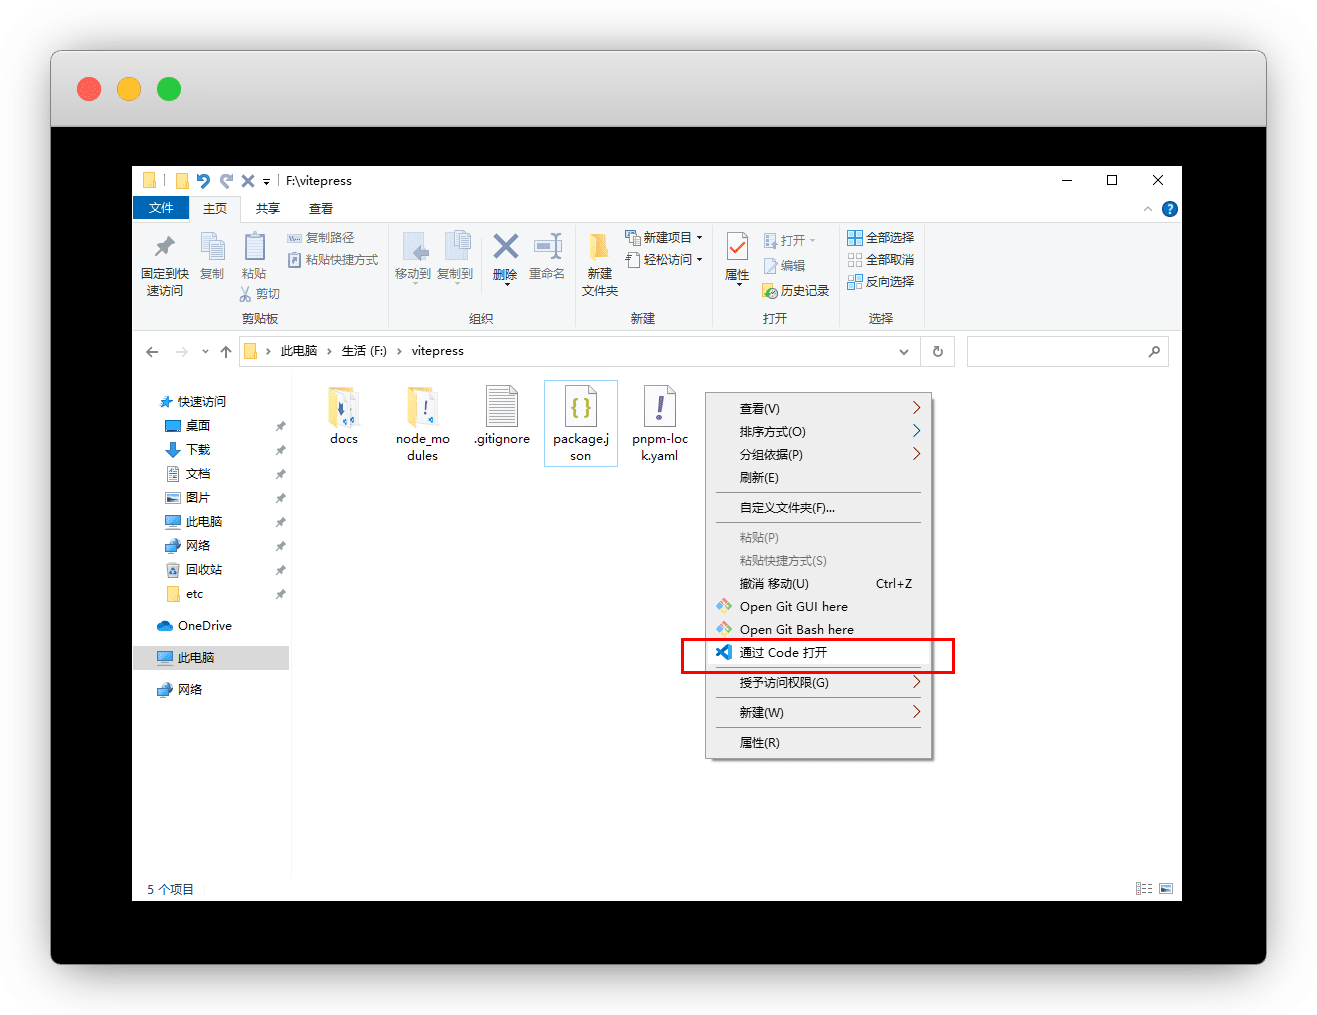 F:\vitepress
文件 主页 共享 查看
固定到快
速访问
复制
粘贴
复制路径
粘贴快捷方式
剪切
剪贴板
移动到
复制到
删除
重命名
组织
新建
文件夹
新建项目
轻松访问
新建
属性
打开
编辑
历史记录
打开
全部选择
全部取消
反向选择
选择
此电脑 生活 (F:) vitepress
快速访问
桌面
下载
文档
图片
此电脑
网络
回收站
etc
OneDrive
此电脑
网络
docs
node_mo
dules
.gitignore
package.j
son
pnpm-loc
k.yaml
查看(V)
排序方式(O)
分组依据(P)
刷新(E)
自定义文件夹(F)...
粘贴(P)
粘贴快捷方式(S)
撤消 移动(U) Ctrl+Z
Open Git GUI here
Open Git Bash here
通过 Code 打开
授予访问权限(G)
新建(W)
属性(R)
5 个项目